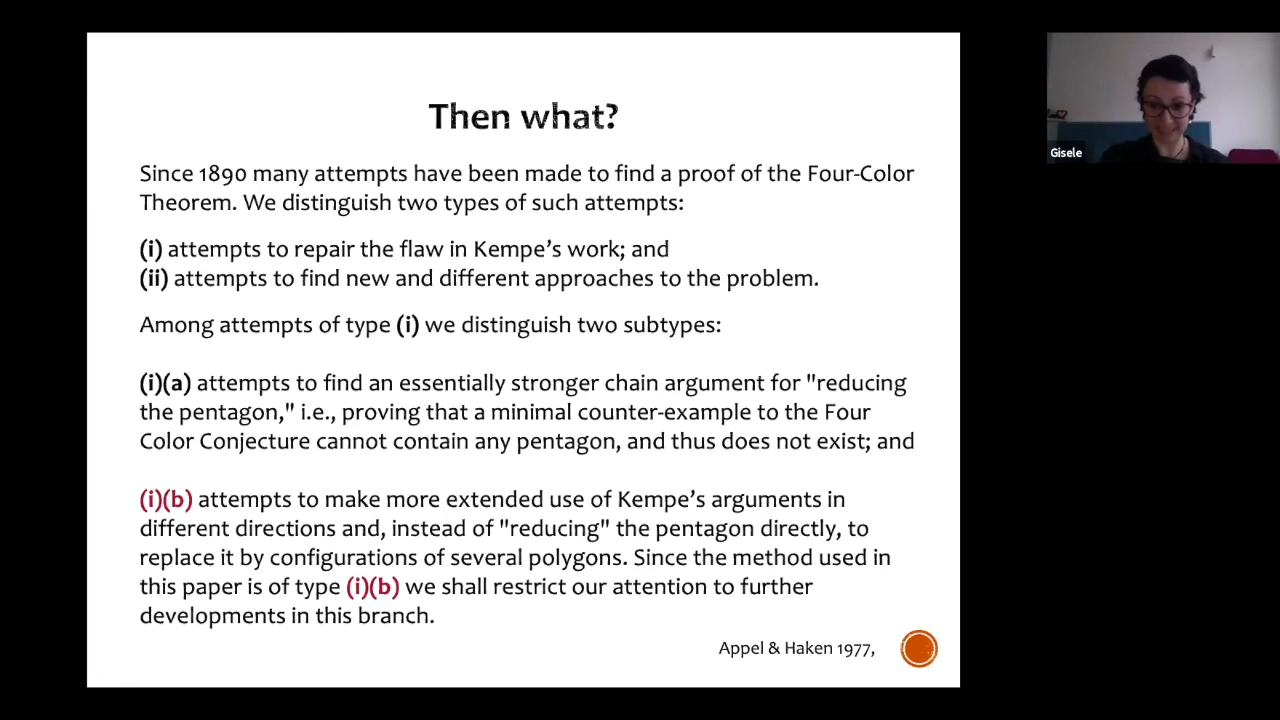 Then what?
Since 1890 many attempts have been made to find a proof of the Four-Color
Theorem. We distinguish two types of such attempts:
(i) attempts to repair the flaw in Kempe’s work; and
(ii) attempts to find new and different approaches to the problem.
Among attempts of type (i) we distinguish two subtypes:
(i)(a) attempts to find an essentially stronger chain argument for "reducing
the pentagon," i.e., proving that a minimal counter-example to the Four
Color Conjecture cannot contain any pentagon, and thus does not exist; and
(i)(b) attempts to make more extended use of Kempe’s arguments in
different directions and, instead of "reducing" the pentagon directly, to
replace it by configurations of several polygons. Since the method used in
this paper is of type (i)(b) we shall restrict our attention to further
developments in this branch.
Appel & Haken 1977,
Gisele